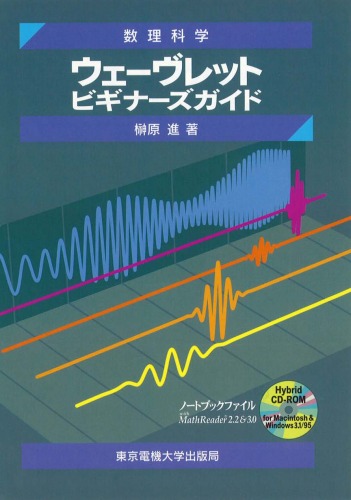 数理科学
ウェーヴレット
ビギナーズガイド
榊原 進 著
Hybrid
CD-ROM
for Macintosh &
Windows3.1/95
ノートブックファイル
MathReader 2.2 & 3.0
東京電機大学出版局